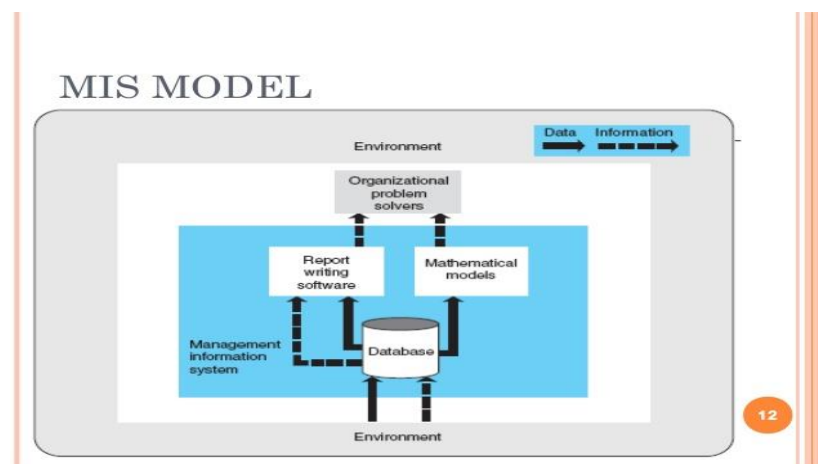 MIS MODEL
Data Information
Environment
Organizational
problem
solvers
Report
writing
software
Mathematical
models
Management
information
system
Database
Environment
12